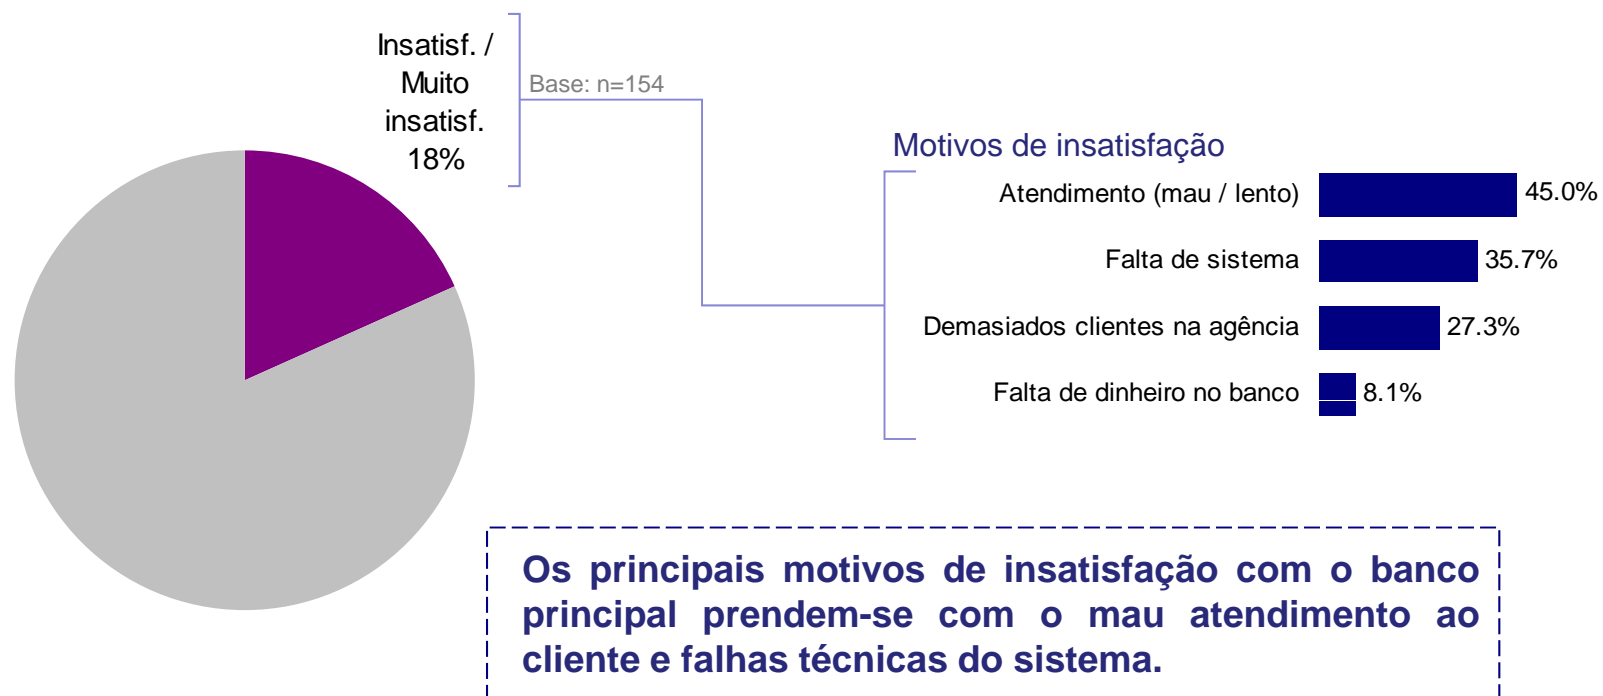 Insatisf. /
Muito
insatisf.
18%
Base: n=154
Motivos de insatisfação
Atendimento (mau / lento) 45.0%
Falta de sistema 35.7%
Demasiados clientes na agência 27.3%
Falta de dinheiro no banco 8.1%
Os principais motivos de insatisfação com o banco
principal prendem-se com o mau atendimento ao
cliente e falhas técnicas do sistema.